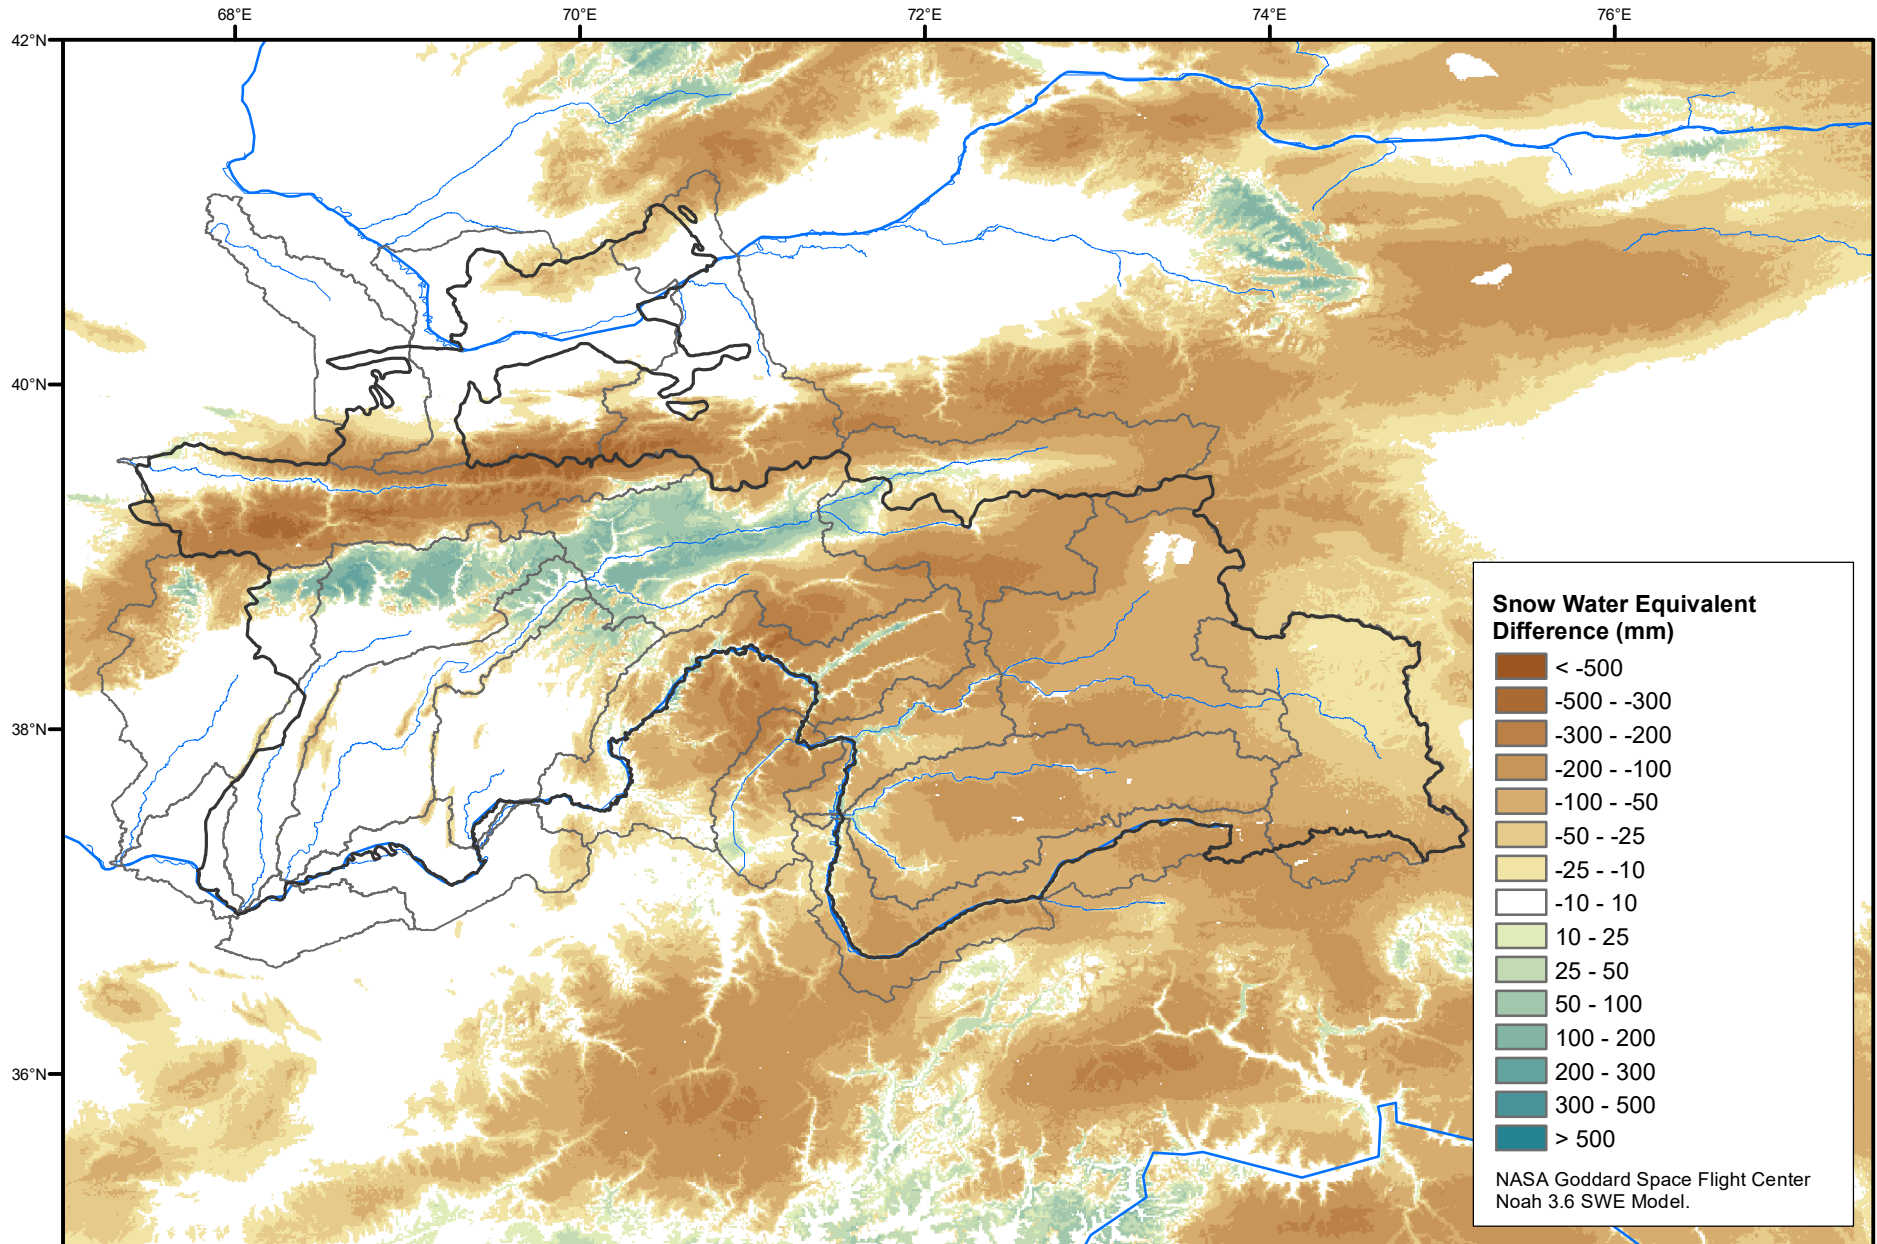 68°E 70°E 72°E 74°E 76°E
42°N
40°N
38°N
36°N
Snow Water Equivalent
Difference (mm)
< -500
-500 - -300
-300 - -200
-200 - -100
-100 - -50
-50 - -25
-25 - -10
-10 - 10
10 - 25
25 - 50
50 - 100
100 - 200
200 - 300
300 - 500
> 500
NASA Goddard Space Flight Center
Noah 3.6 SWE Model.